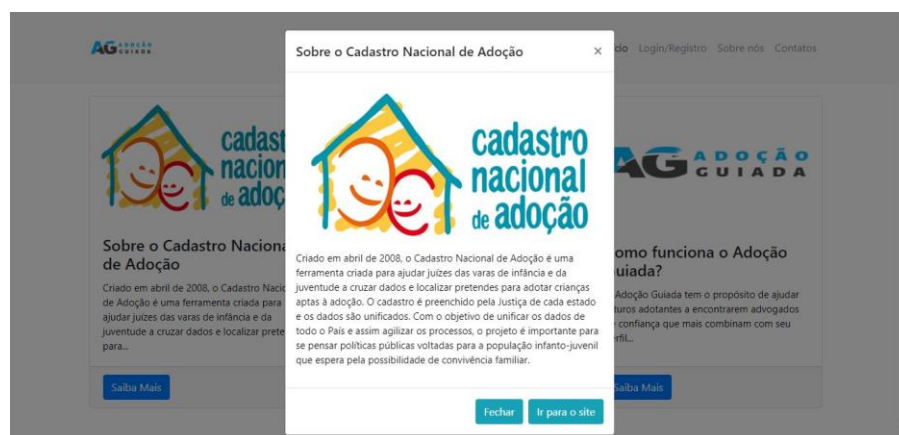 AG ADOÇÃO
GUIADA
Login/Registro Sobre nós Contatos
Sobre o Cadastro Nacional de Adoção ×
cadastro
nacional
de adoção
Criado em abril de 2008, o Cadastro Nacional de Adoção é uma
ferramenta criada para ajudar juízes das varas de infância e da
juventude a cruzar dados e localizar pretendes para adotar crianças
aptas à adoção. O cadastro é preenchido pela Justiça de cada estado
e os dados são unificados. Com o objetivo de unificar os dados de
todo o País e assim agilizar os processos, o projeto é importante para
se pensar políticas públicas voltadas para a população infanto-juvenil
que espera pela possibilidade de convivência familiar.
Fechar Ir para o site
Sobre o Cadastro
de Adoção
Criado em abril de 2008, o Cadastro
de Adoção é uma ferramenta criada para
ajudar juízes das varas de infância e da
juventude a cruzar dados e localizar
para...
Saiba Mais
AG ADOÇÃO
GUIADA
funciona o Adoção
Adoção Guiada tem o propósito de ajudar
adotantes a encontrarem advogados
confiança que mais combinam com seu
Saiba Mais